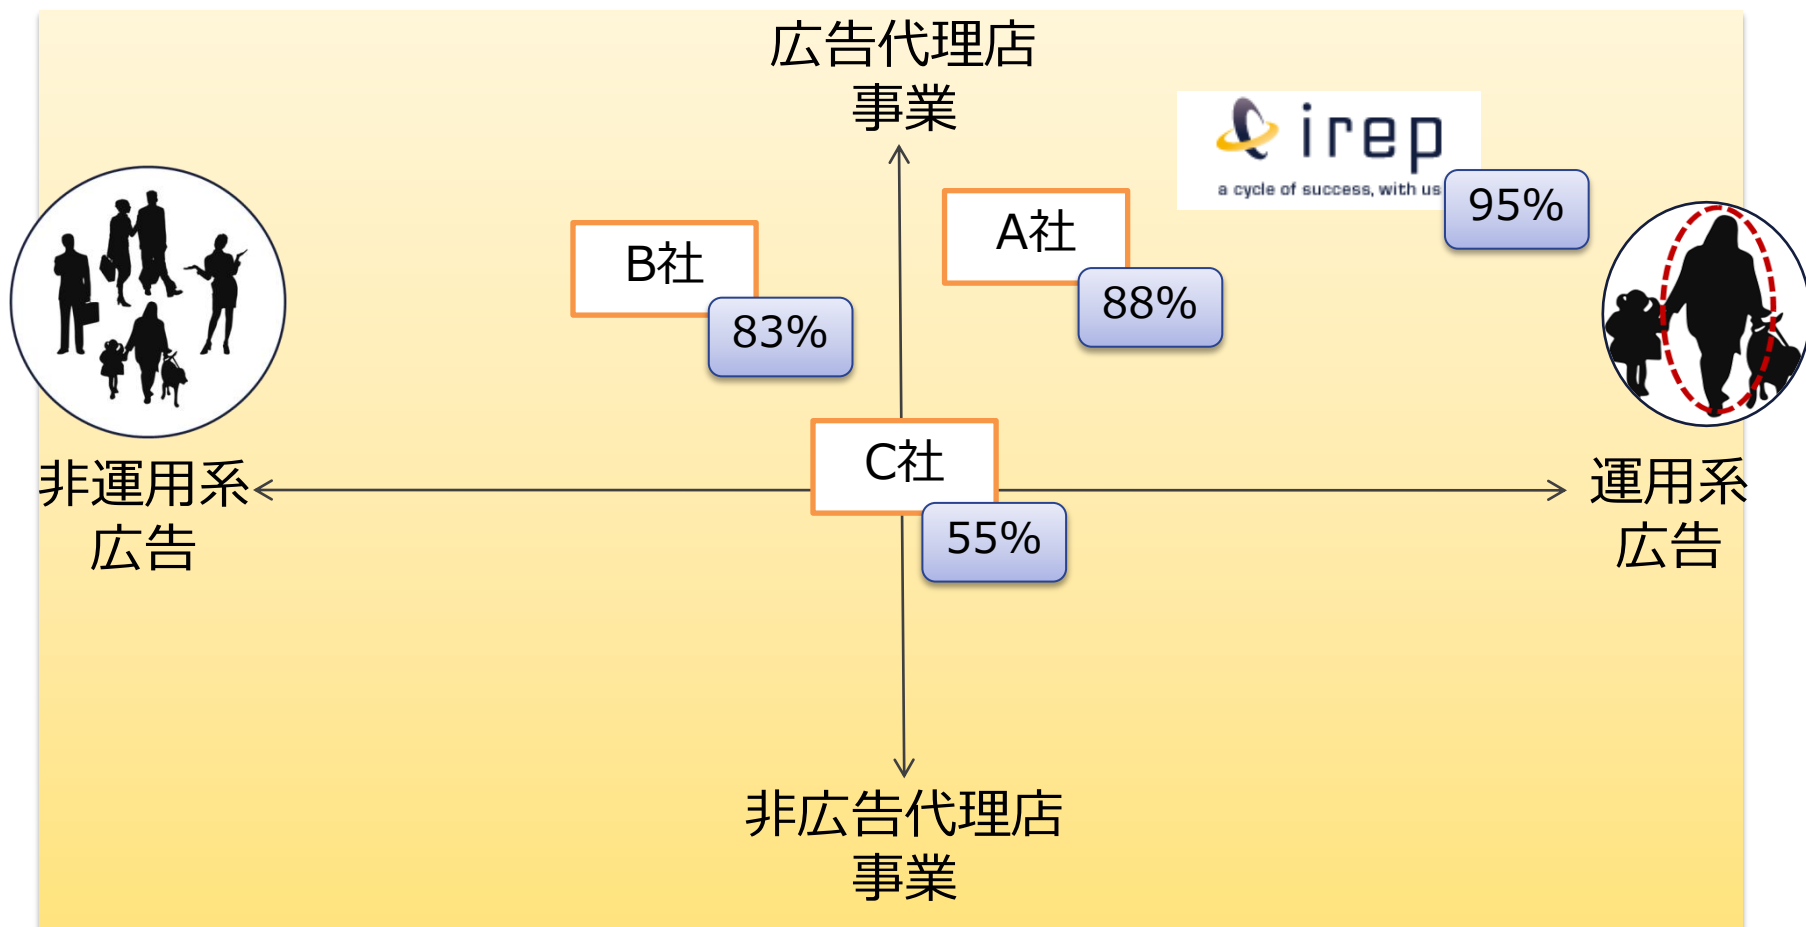 広告代理店
事業
irep
a cycle of success, with us
95%
A社
88%
B社
83%
C社
55%
非運用系
広告
運用系
広告
非広告代理店
事業